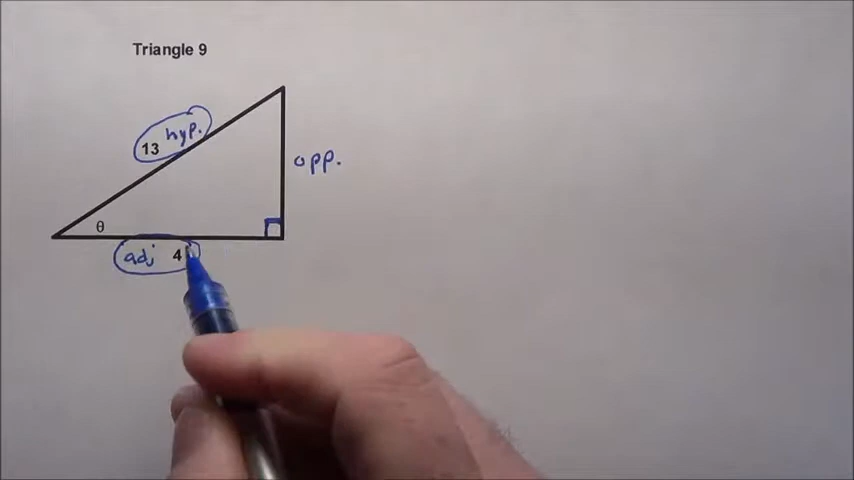 Triangle 9
13 hyp.
opp.
θ
adj 4